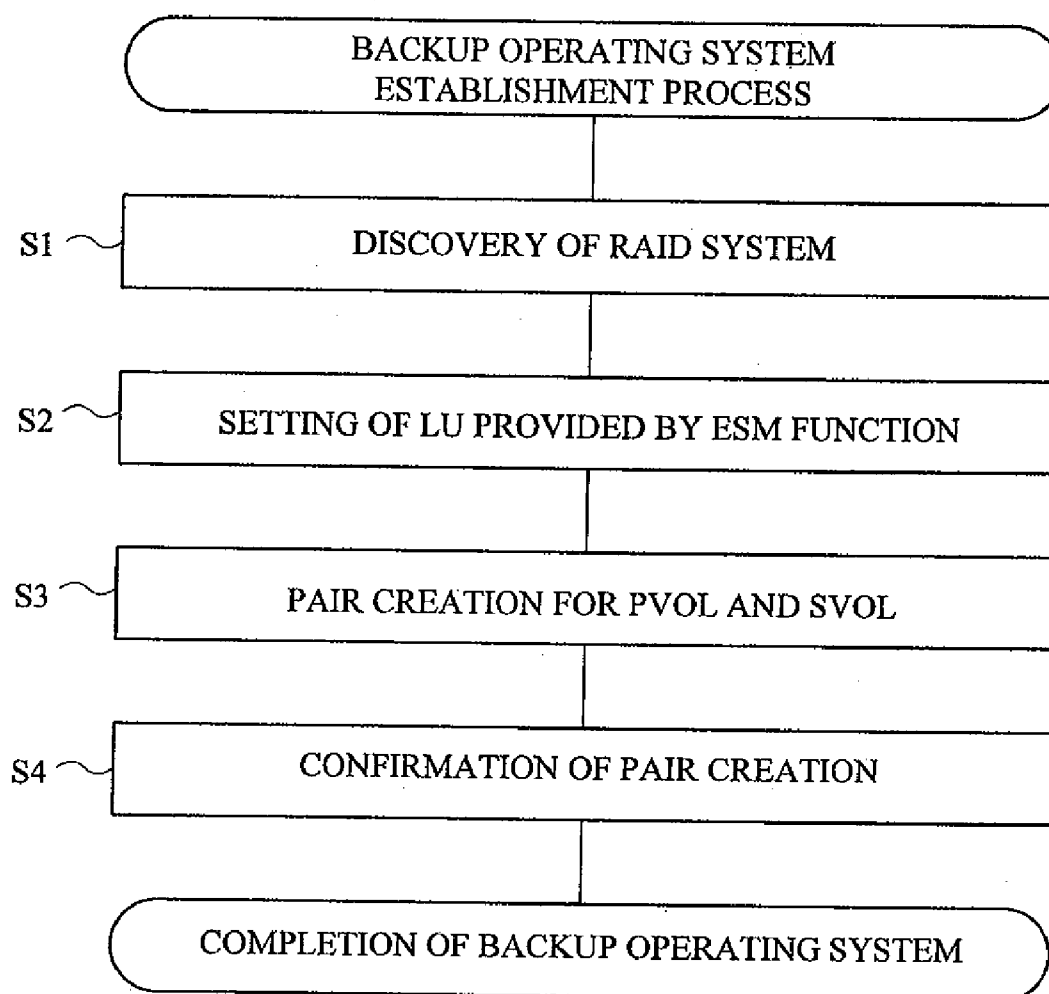 BACKUP OPERATING SYSTEM
ESTABLISHMENT PROCESS
S1
DISCOVERY OF RAID SYSTEM
S2
SETTING OF LU PROVIDED BY ESM FUNCTION
S3
PAIR CREATION FOR PVOL AND SVOL
S4
CONFIRMATION OF PAIR CREATION
COMPLETION OF BACKUP OPERATING SYSTEM